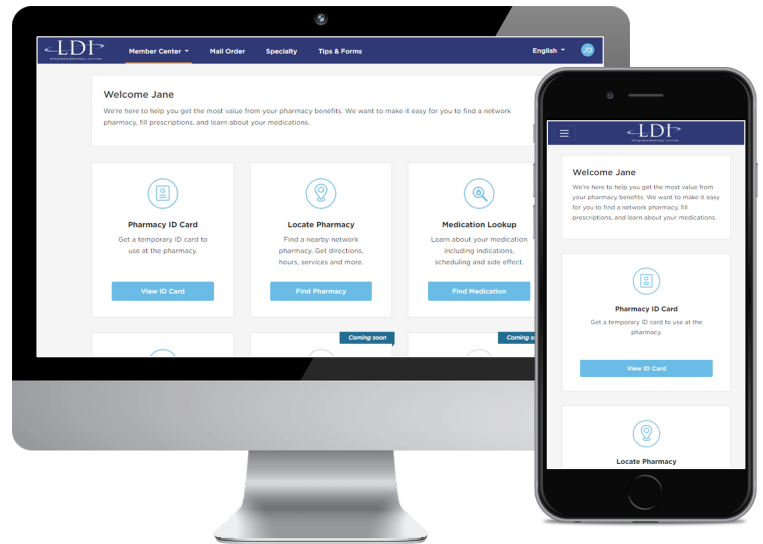 LDI
Member Center
Mail Order
Specialty
Tips & Forms
English
JD
Welcome Jane
We're here to help you get the most value from your pharmacy benefits. We want to make it easy for you to find a network
pharmacy, fill prescriptions, and learn about your medications.
Pharmacy ID Card
Get a temporary ID card to
use at the pharmacy.
View ID Card
Locate Pharmacy
Find a nearby network
pharmacy. Get directions,
hours, services and more.
Find Pharmacy
Medication Lookup
Learn about your medication
including indications,
scheduling and side effect.
Find Medication
Coming soon
Coming
LDI
Welcome Jane
We're here to help you get the most value from
your pharmacy benefits. We want to make it easy
for you to find a network pharmacy, fill
prescriptions, and learn about your medications.
Pharmacy ID Card
Get a temporary ID card to use at the
pharmacy.
View ID Card
Locate Pharmacy